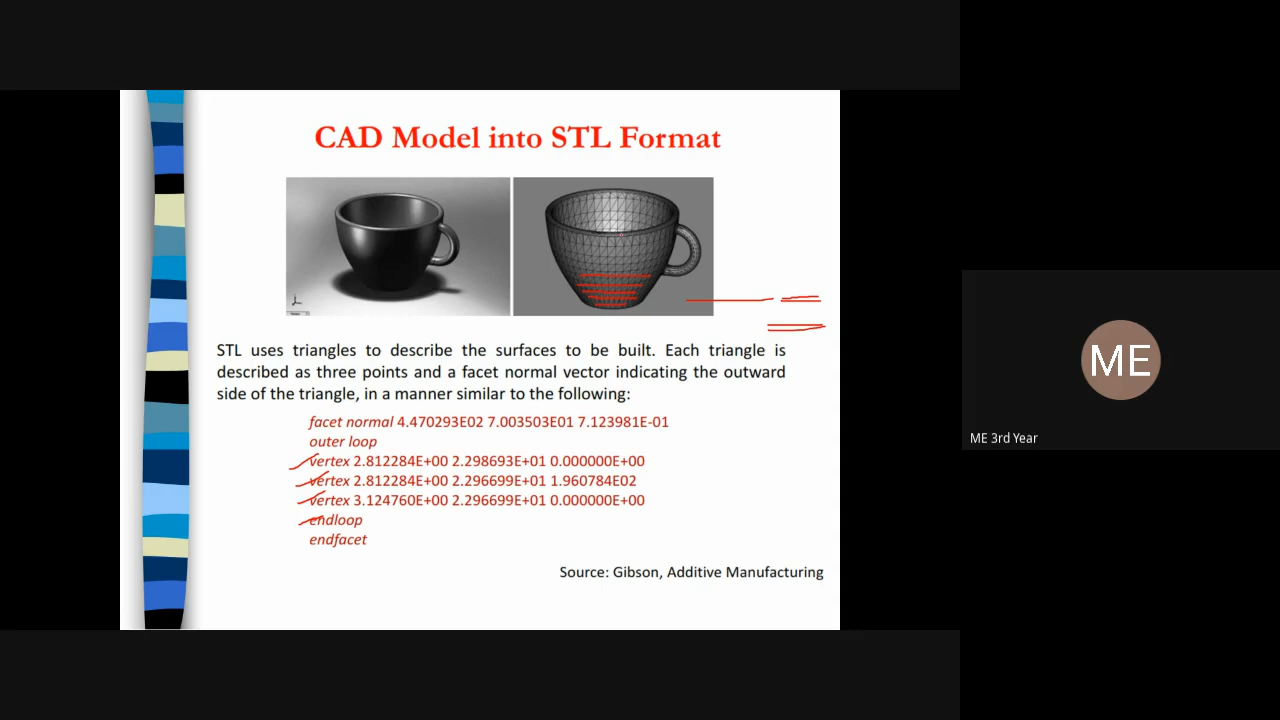 CAD Model into STL Format
STL uses triangles to describe the surfaces to be built. Each triangle is
described as three points and a facet normal vector indicating the outward
side of the triangle, in a manner similar to the following:
facet normal 4.470293E02 7.003503E01 7.123981E-01
outer loop
vertex 2.812284E+00 2.298693E+01 0.000000E+00
vertex 2.812284E+00 2.296699E+01 1.960784E02
vertex 3.124760E+00 2.296699E+01 0.000000E+00
endloop
endfacet
Source: Gibson, Additive Manufacturing
ME
ME 3rd Year